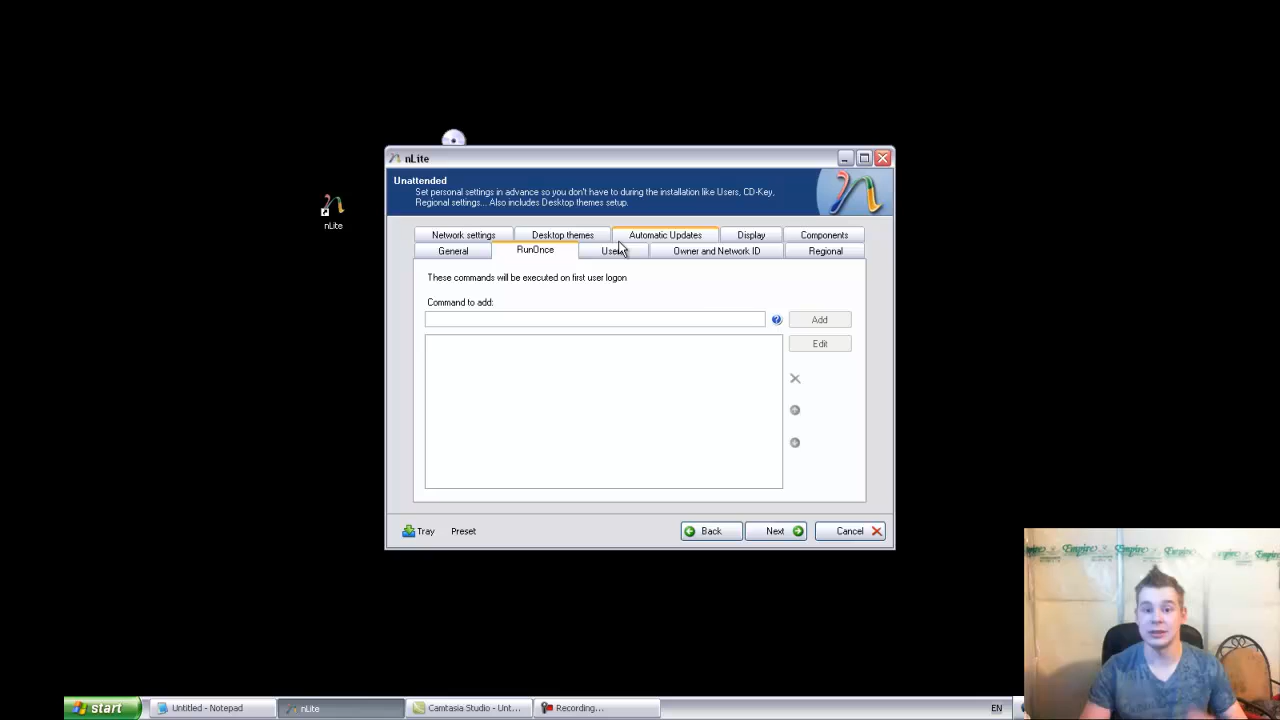 nLite
Unattended
Set personal settings in advance so you don't have to during the installation like Users, CD-Key,
Regional settings... Also includes Desktop themes setup.
nLite
Network settings
Desktop themes
Automatic Updates
Display
Components
General
RunOnce
Users
Owner and Network ID
Regional
These commands will be executed on first user logon
Command to add:
Add
Edit
Tray
Preset
Back
Next
Cancel
Empire
Empire
start
Untitled - Notepad
nLite
Camtasia Studio - Unt...
Recording...
EN